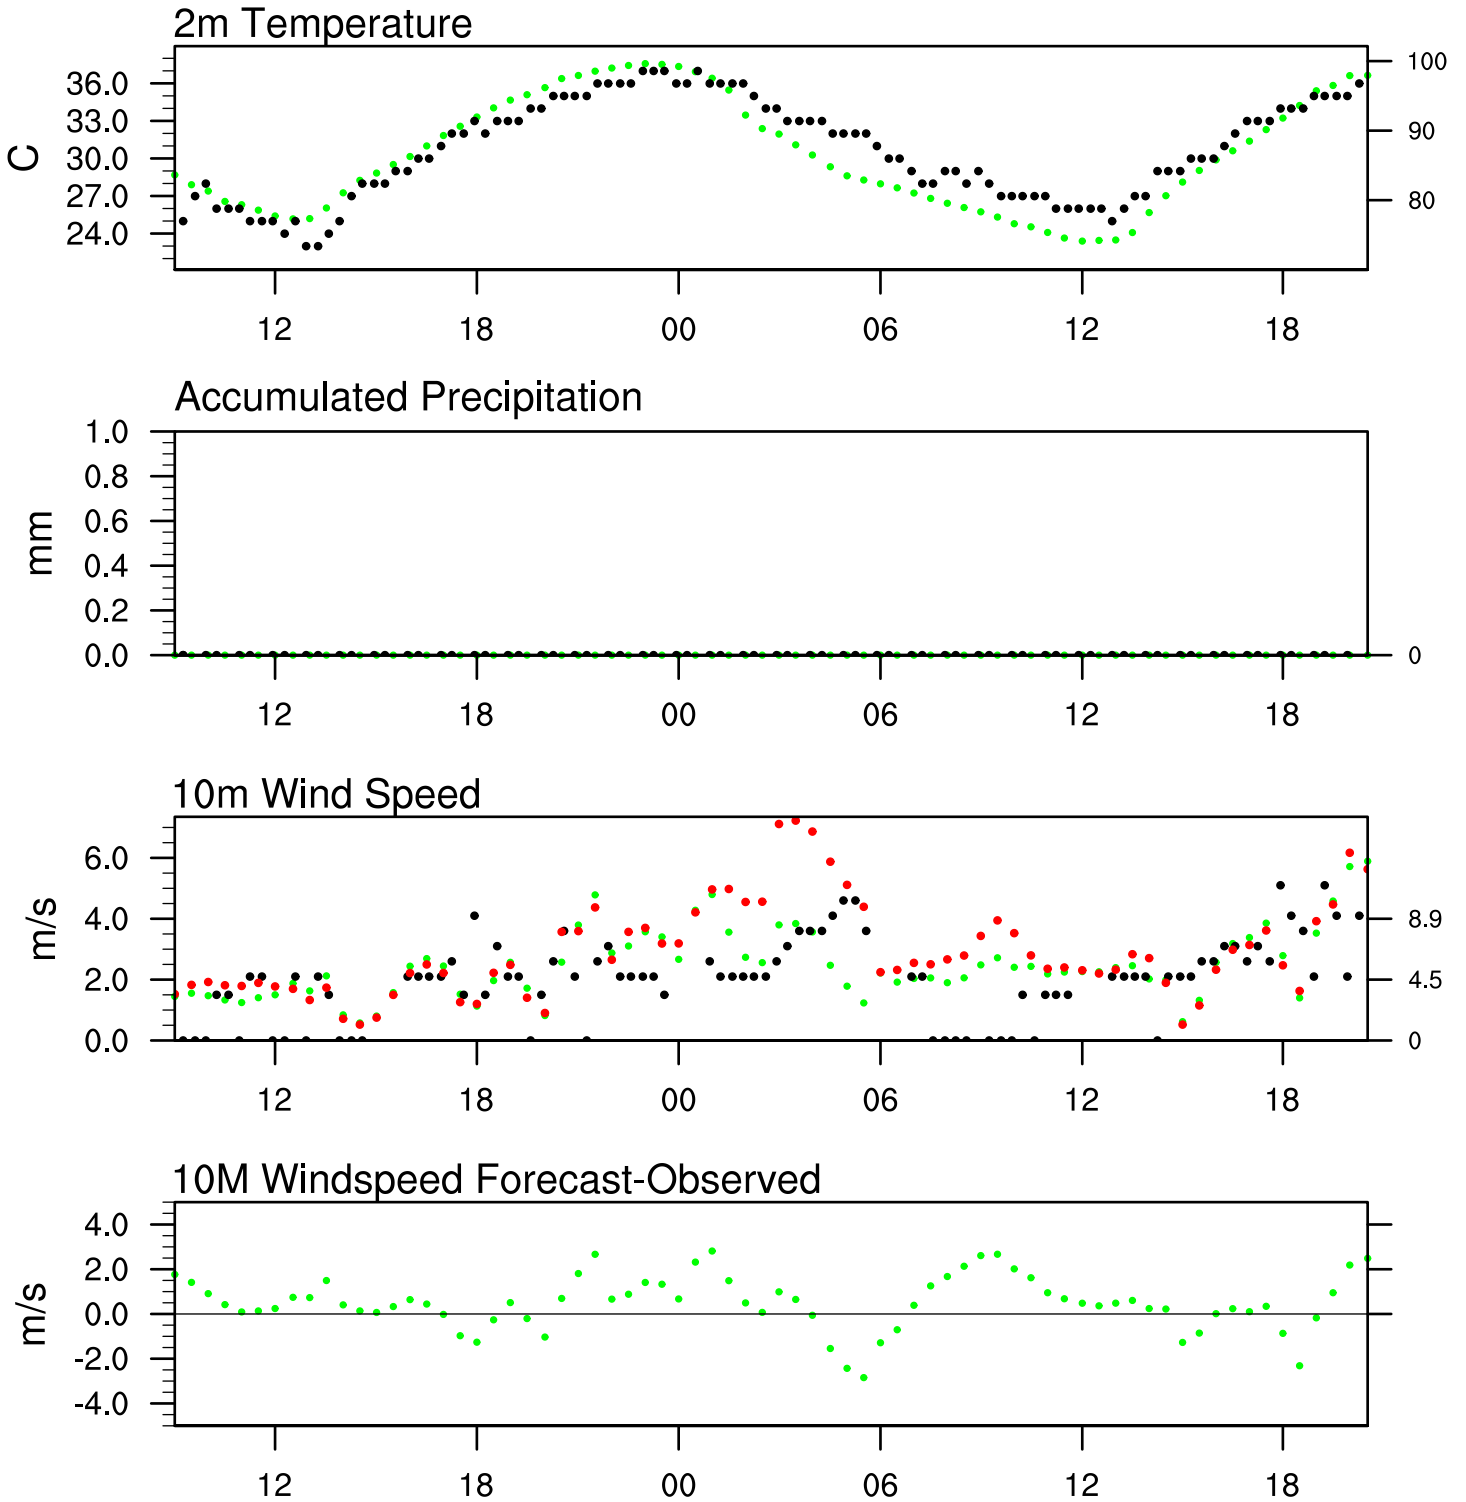 2m Temperature
C
36.0
33.0
30.0
27.0
24.0
100
90
80
12 18 00 06 12 18
Accumulated Precipitation
mm
1.0
0.8
0.6
0.4
0.2
0.0
0
12 18 00 06 12 18
10m Wind Speed
m/s
6.0
4.0
2.0
0.0
8.9
4.5
0
12 18 00 06 12 18
10M Windspeed Forecast-Observed
m/s
4.0
2.0
0.0
-2.0
-4.0
12 18 00 06 12 18